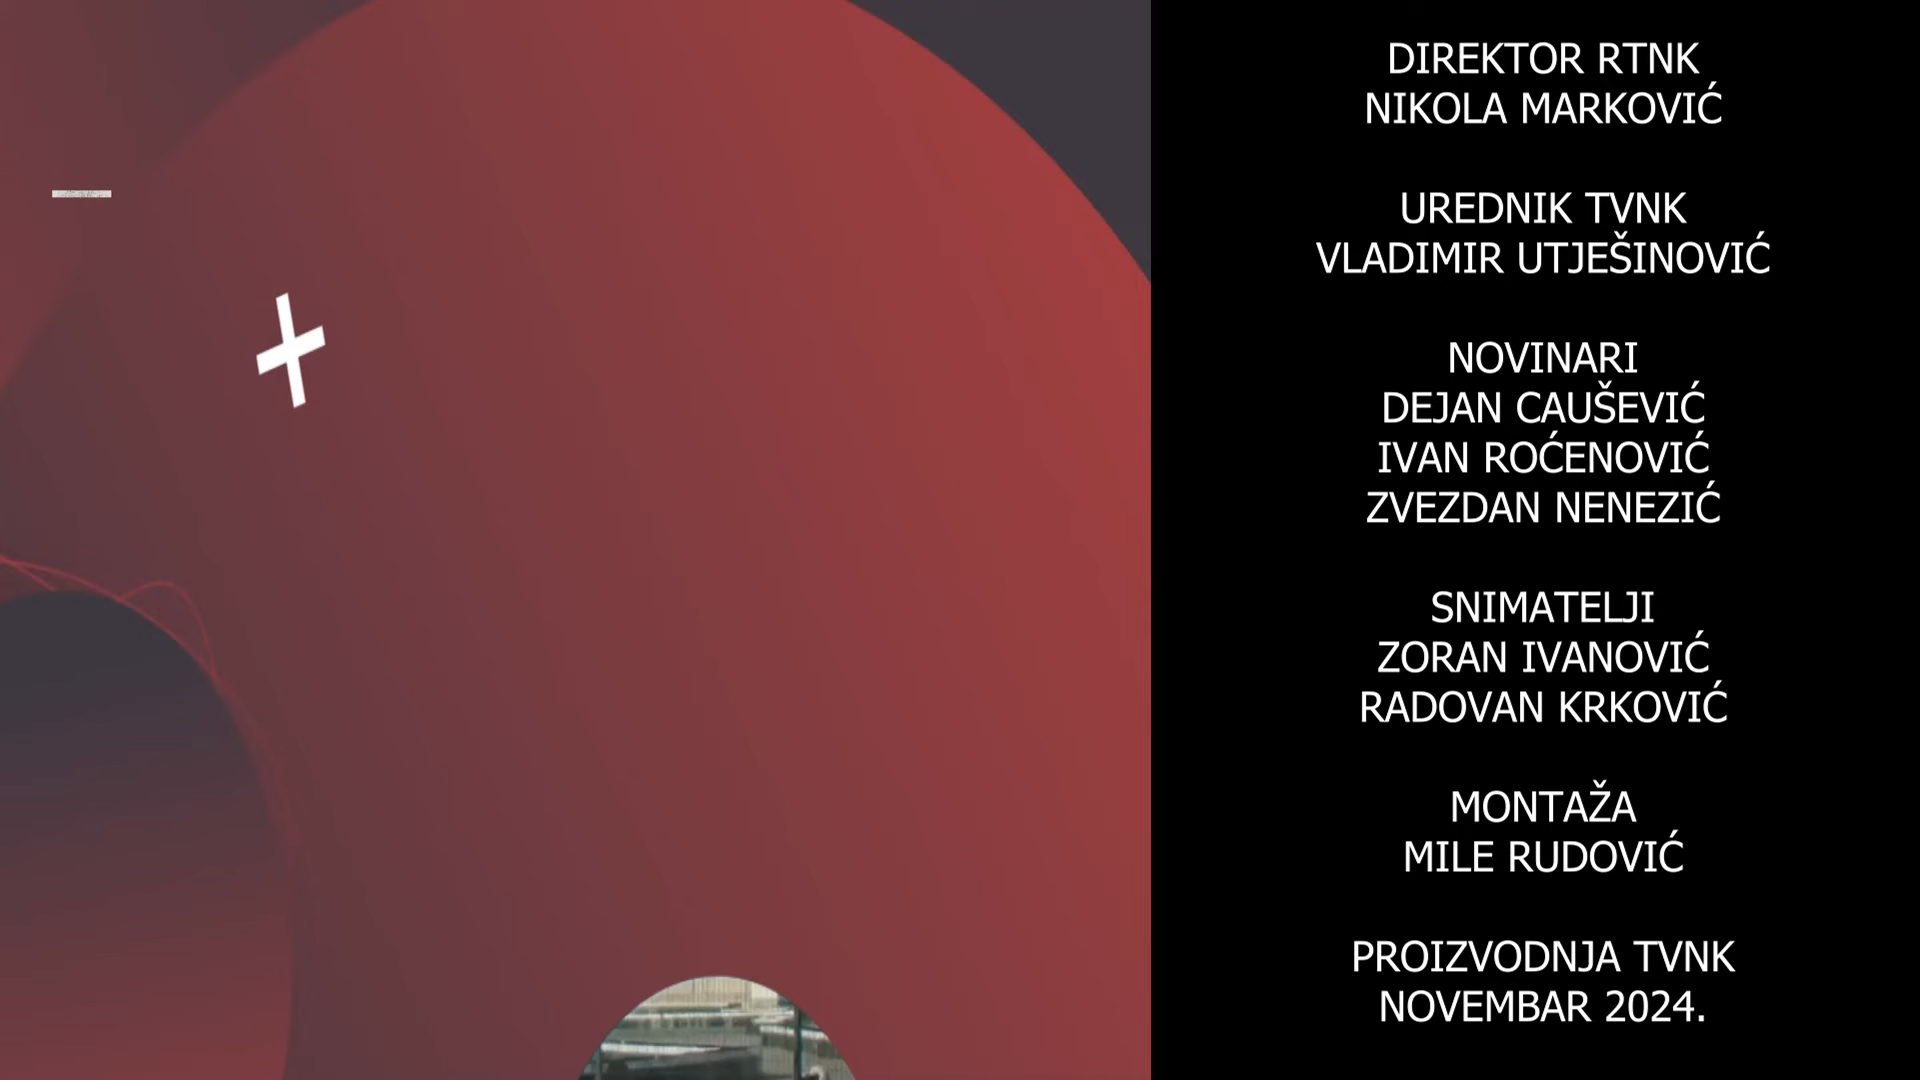 DIREKTOR RTNK
NIKOLA MARKOVIĆ
UREDNIK TVNK
VLADIMIR UTJEŠINOVIĆ
NOVINARI
DEJAN CAUŠEVIĆ
IVAN ROĆENOVIĆ
ZVEZDAN NENEZIĆ
SNIMATELJI
ZORAN IVANOVIĆ
RADOVAN KRKOVIĆ
MONTAŽA
MILE RUDOVIĆ
PROIZVODNJA TVNK
NOVEMBAR 2024.